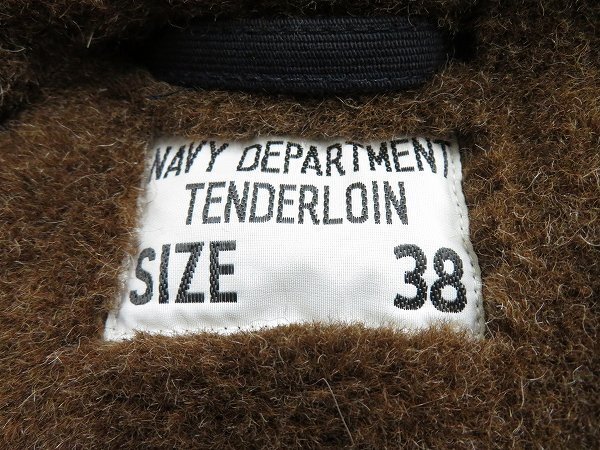 NAVY DEPARTMENT
TENDERLOIN
SIZE 38